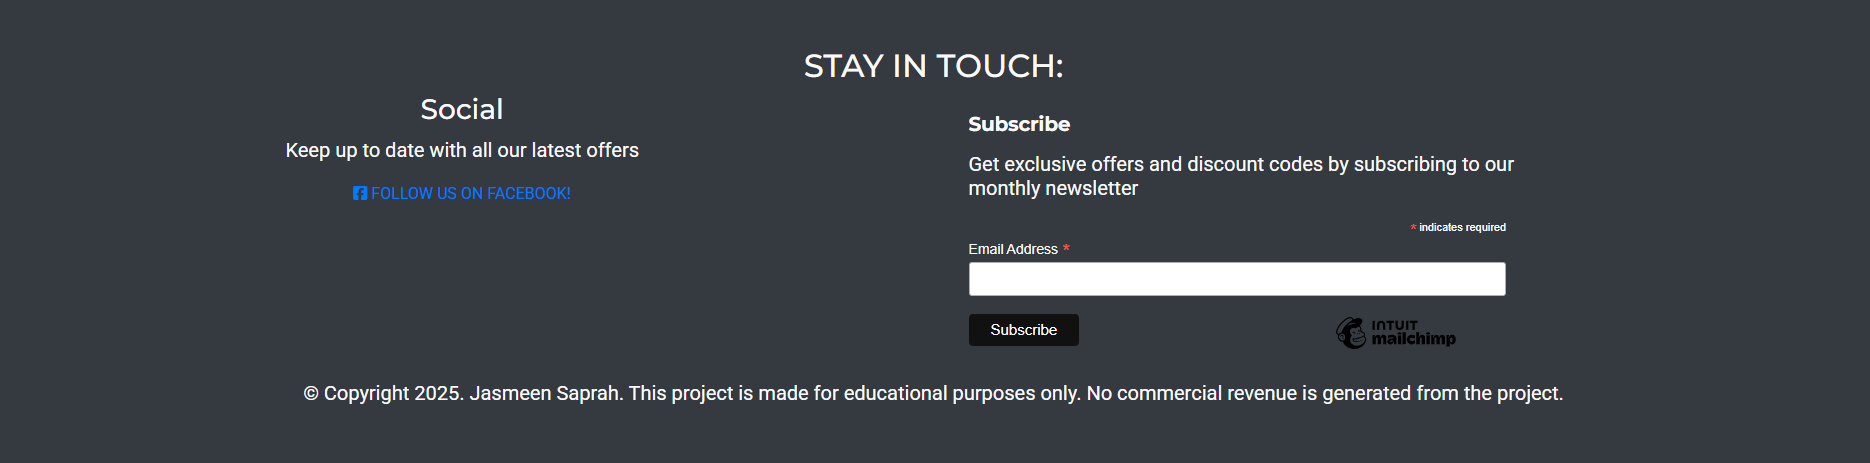 STAY IN TOUCH:
Social
Keep up to date with all our latest offers
FOLLOW US ON FACEBOOK!
Subscribe
Get exclusive offers and discount codes by subscribing to our
monthly newsletter
* indicates required
Email Address *
Subscribe
INTUIT
mailchimp
© Copyright 2025. Jasmeen Saprah. This project is made for educational purposes only. No commercial revenue is generated from the project.